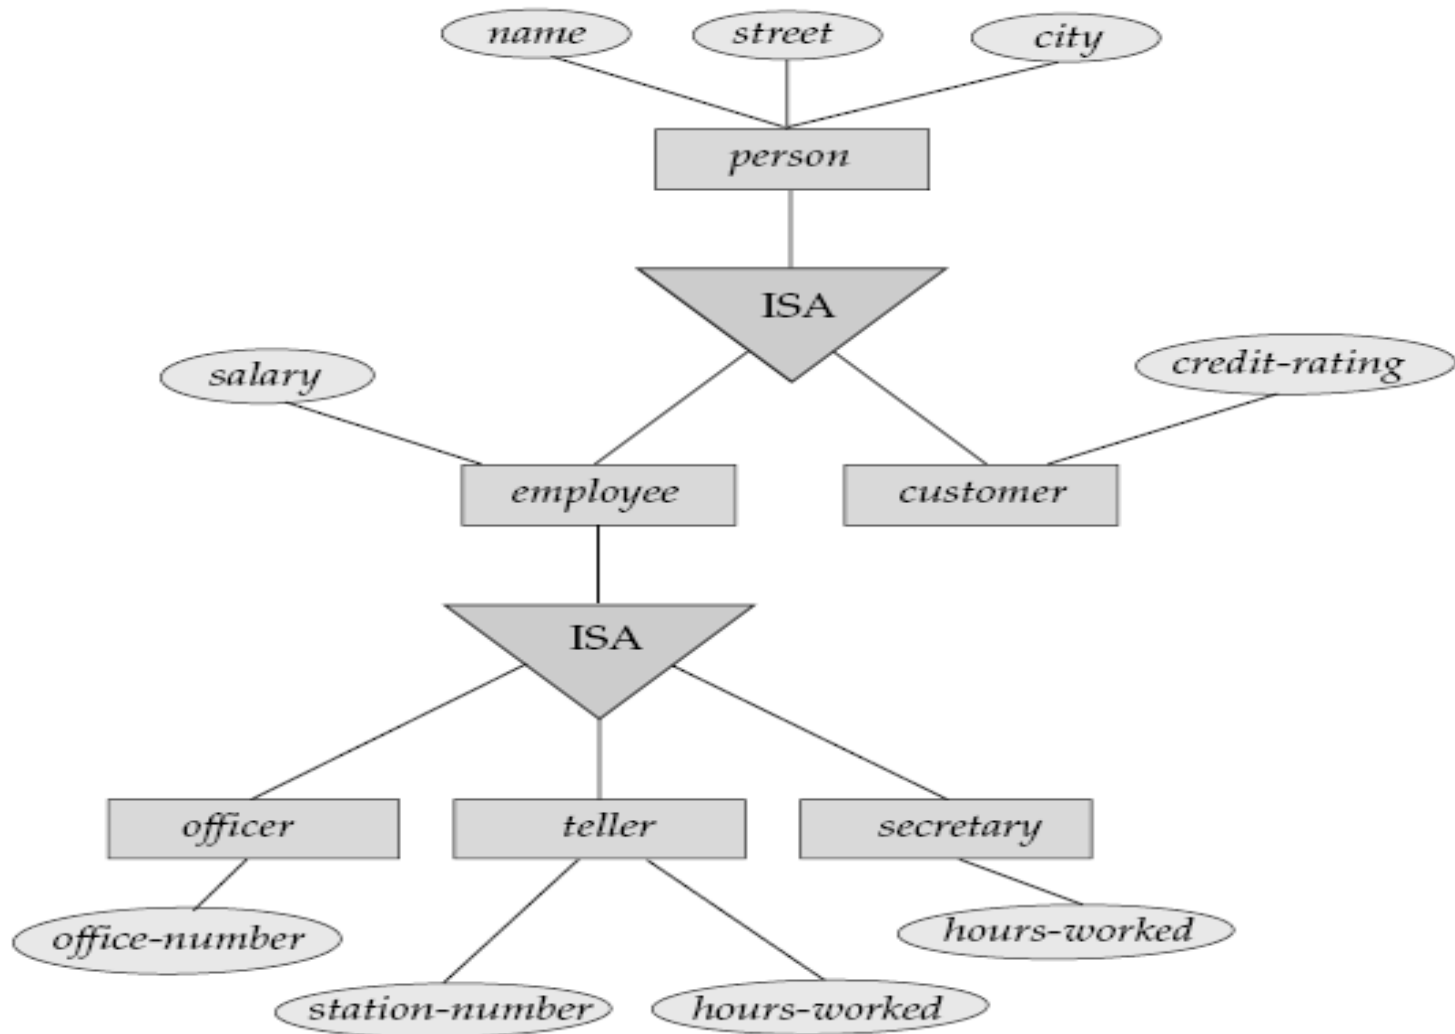 name
street
city
person
ISA
salary
credit-rating
employee
customer
ISA
officer
teller
secretary
office-number
hours-worked
station-number
hours-worked